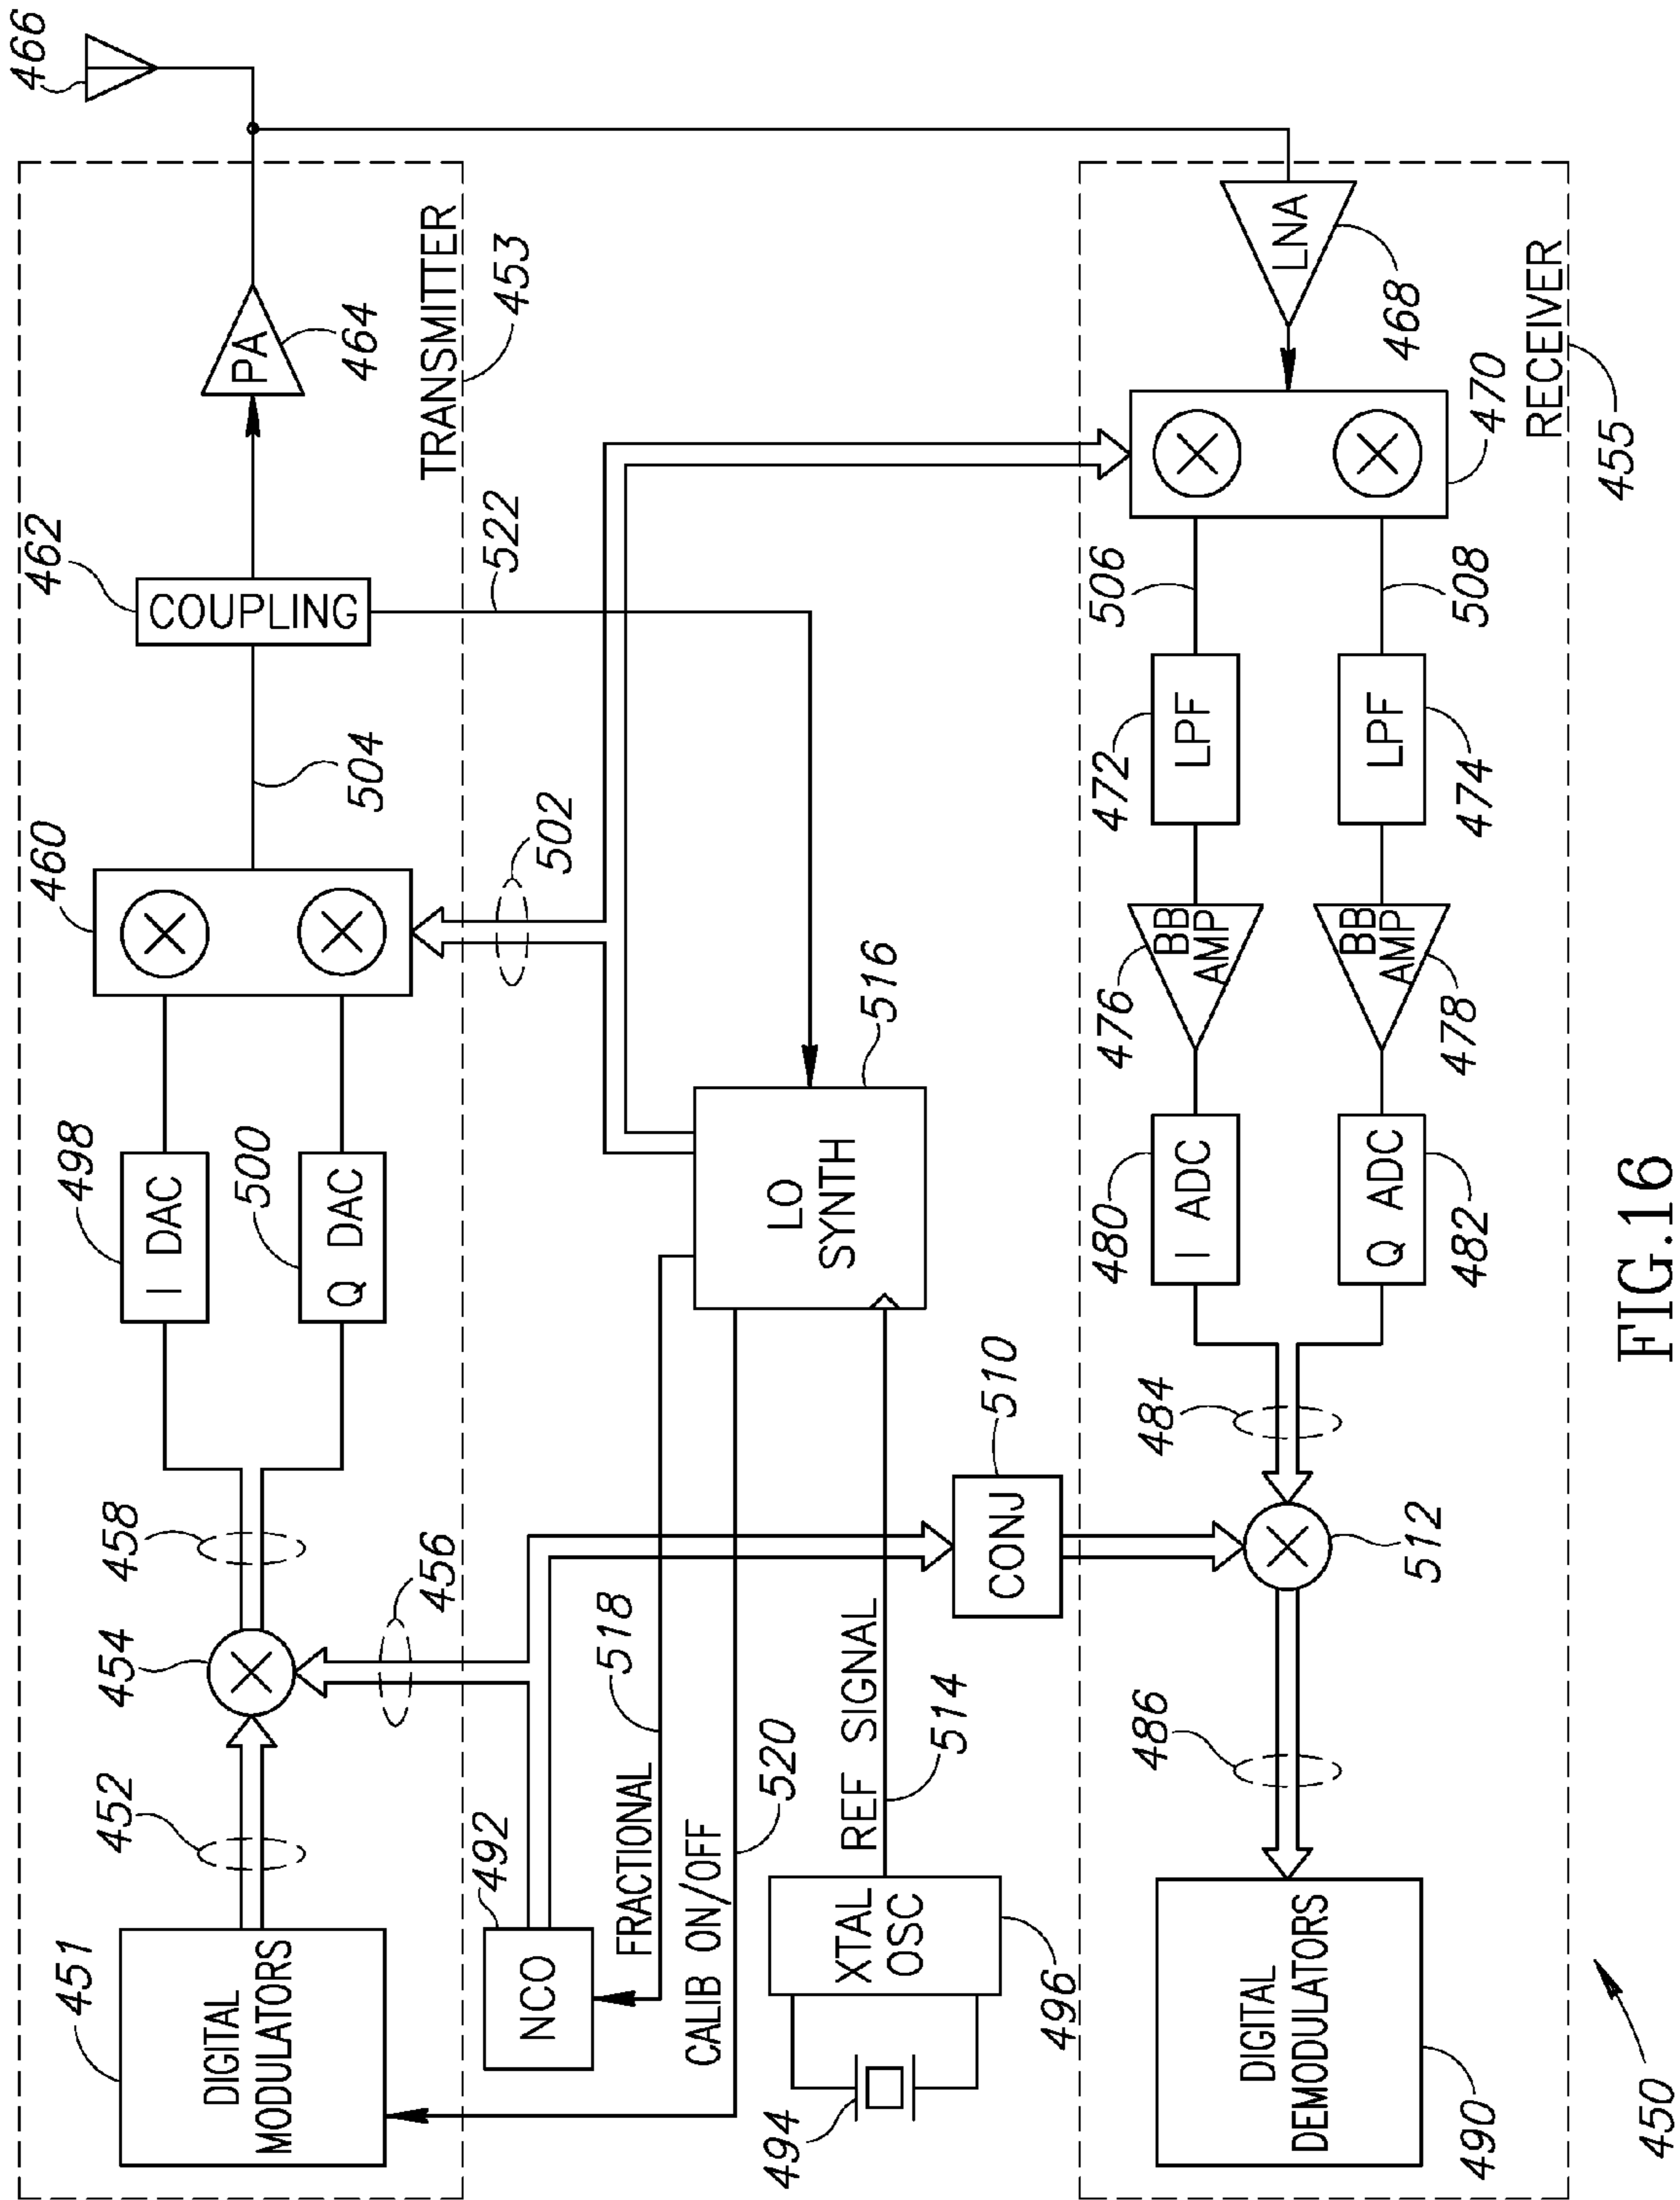 466
TRANSMITTER
453
PA
464
462
COUPLING
522
504
460
502
498
I DAC
500
Q DAC
458
454
456
452
451
DIGITAL
MODULATORS
492
NCO
FRACTIONAL
518
CALIB ON/OFF
520
REF SIGNAL
514
LO
SYNTH
516
XTAL
OSC
496
494
CONJ
510
LNA
468
RECEIVER
455
470
506
508
LPF
472
LPF
474
BB
AMP
476
BB
AMP
478
I ADC
480
Q ADC
482
484
512
486
DIGITAL
DEMODULATORS
490
450
FIG.16